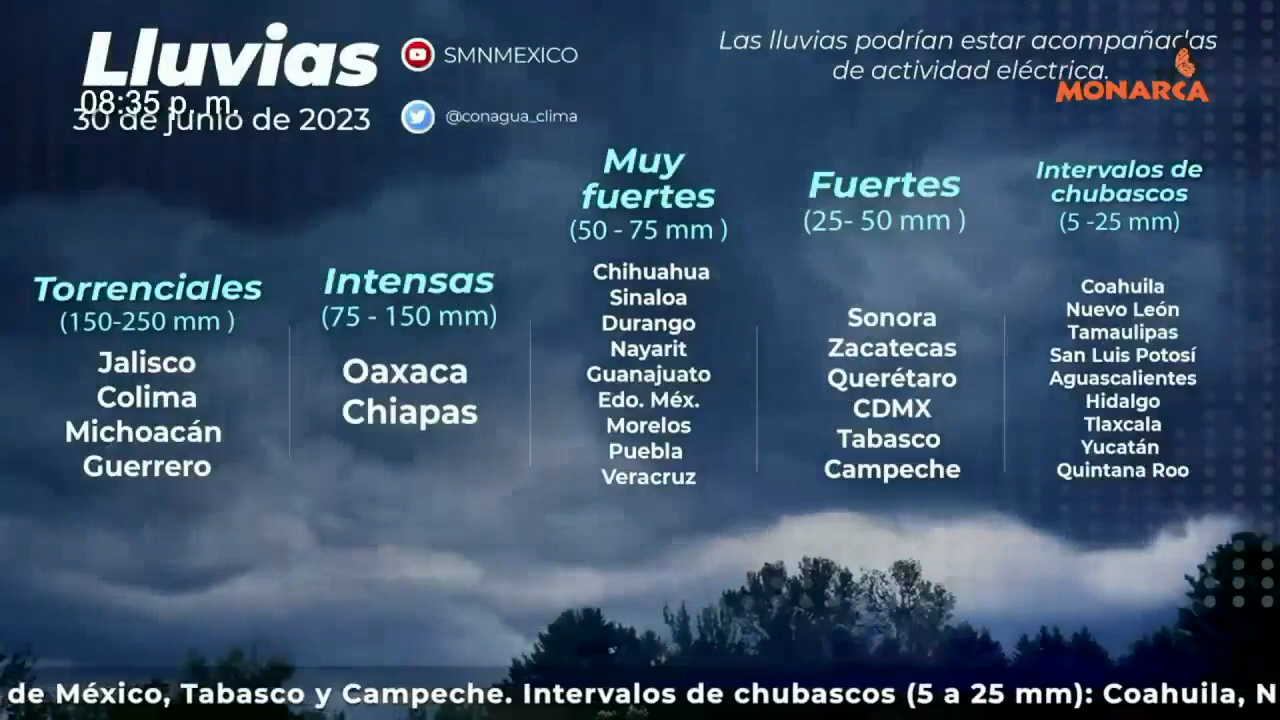 Lluvias
08:35 p. m.
30 de junio de 2023
SMNMEXICO
@conagua_clima
Las lluvias podrían estar acompañadas
de actividad eléctrica.
MONARCA
Torrenciales
(150-250 mm )
Jalisco
Colima
Michoacán
Guerrero
Intensas
(75 - 150 mm)
Oaxaca
Chiapas
Muy
fuertes
(50 - 75 mm )
Chihuahua
Sinaloa
Durango
Nayarit
Guanajuato
Edo. Méx.
Morelos
Puebla
Veracruz
Fuertes
(25- 50 mm )
Sonora
Zacatecas
Querétaro
CDMX
Tabasco
Campeche
Intervalos de
chubascos
(5 -25 mm)
Coahuila
Nuevo León
Tamaulipas
San Luis Potosí
Aguascalientes
Hidalgo
Tlaxcala
Yucatán
Quintana Roo
de México, Tabasco y Campeche. Intervalos de chubascos (5 a 25 mm): Coahuila, N